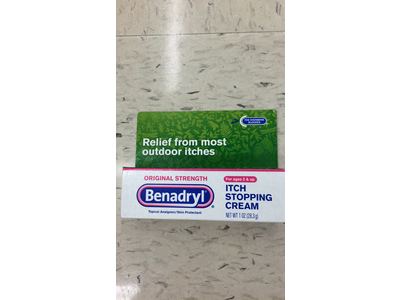 Relief from most
outdoor itches
ORIGINAL STRENGTH
Benadryl®
Topical Analgesic/Skin Protectant
For ages 2 & up
ITCH
STOPPING
CREAM
NET WT 1 OZ (28.3 g)